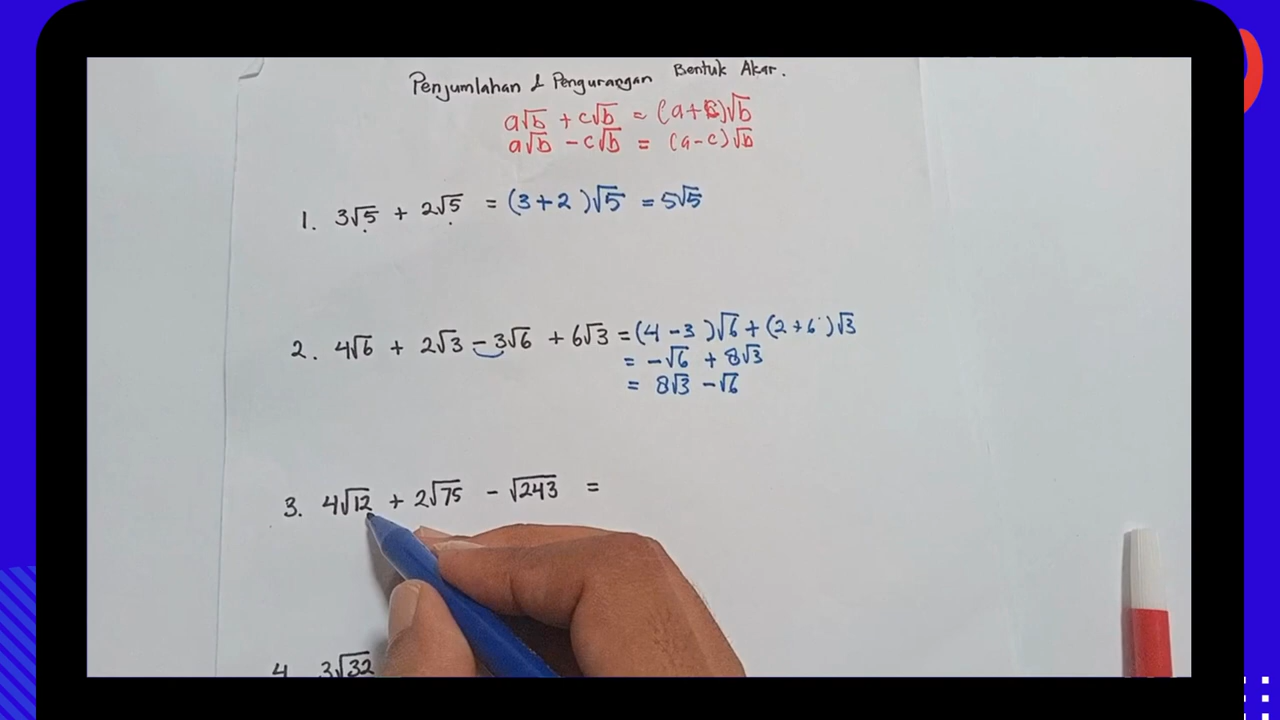 Penjumlahan & Pengurangan Bentuk Akar.
a√b + c√b = (a+c)√b
a√b - c√b = (a-c)√b
1. 3√5 + 2√5 = (3+2)√5 = 5√5
2. 4√6 + 2√3 - 3√6 + 6√3 = (4-3)√6 + (2+6)√3
= -√6 + 8√3
= 8√3 - √6
3. 4√12 + 2√75 - √243 =
4 3√32